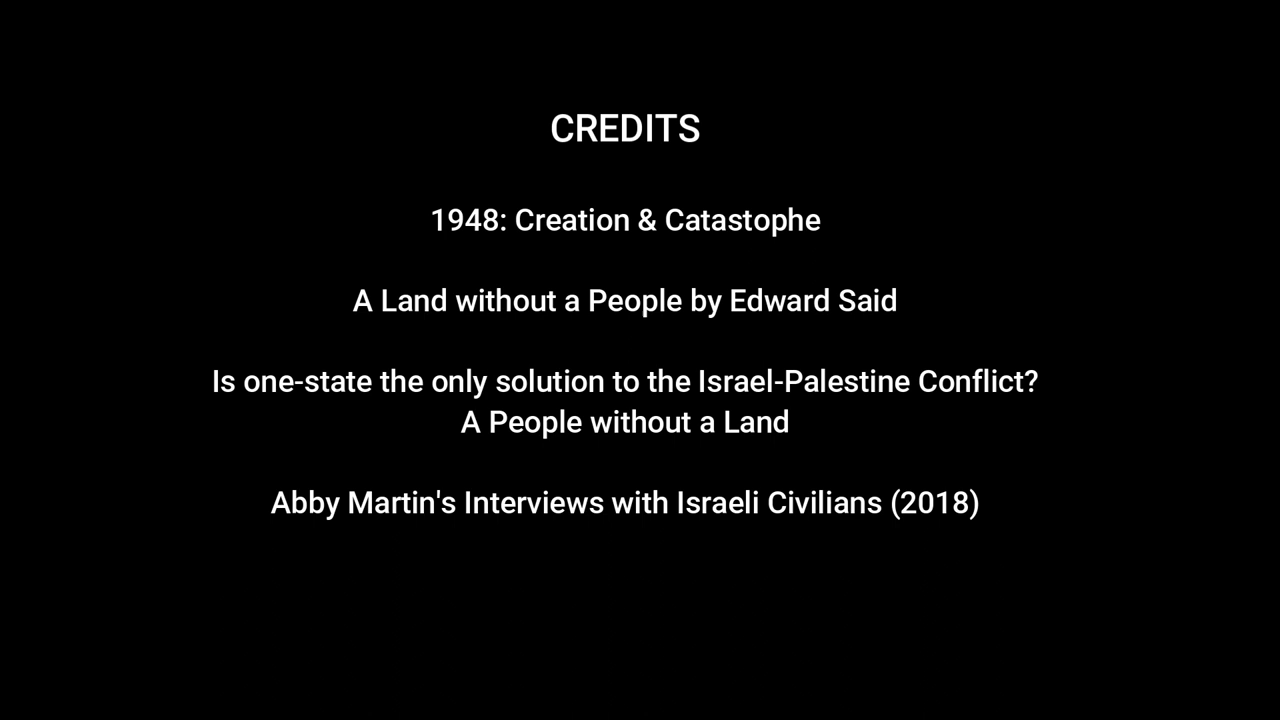 CREDITS
1948: Creation & Catastophe
A Land without a People by Edward Said
Is one-state the only solution to the Israel-Palestine Conflict?
A People without a Land
Abby Martin's Interviews with Israeli Civilians (2018)